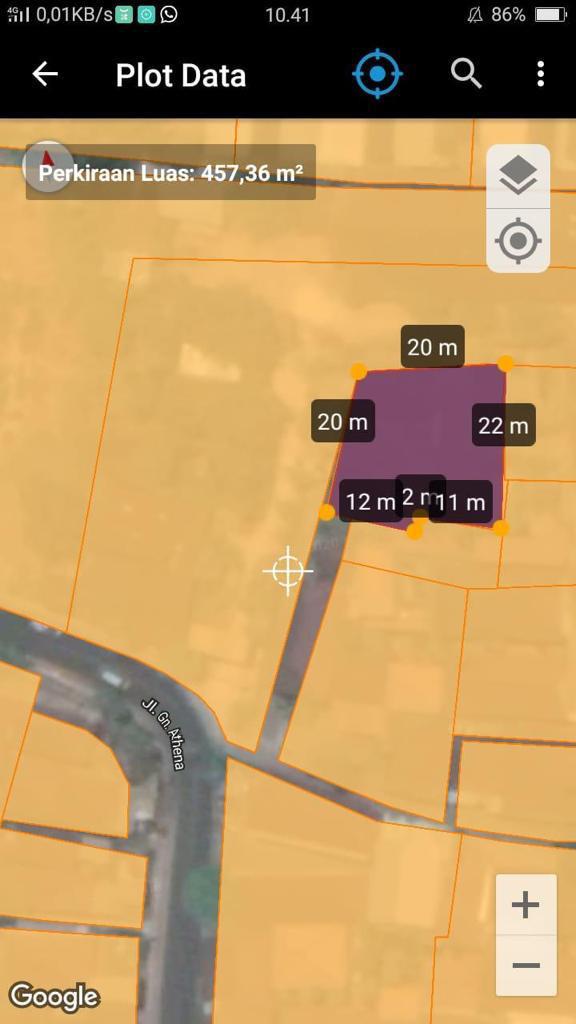 4G 0,01KB/s 10.41 86%
Plot Data
Perkiraan Luas: 457,36 m²
20 m
20 m
22 m
12 m 2 m 11 m
Jl. Gn. Athena
Google